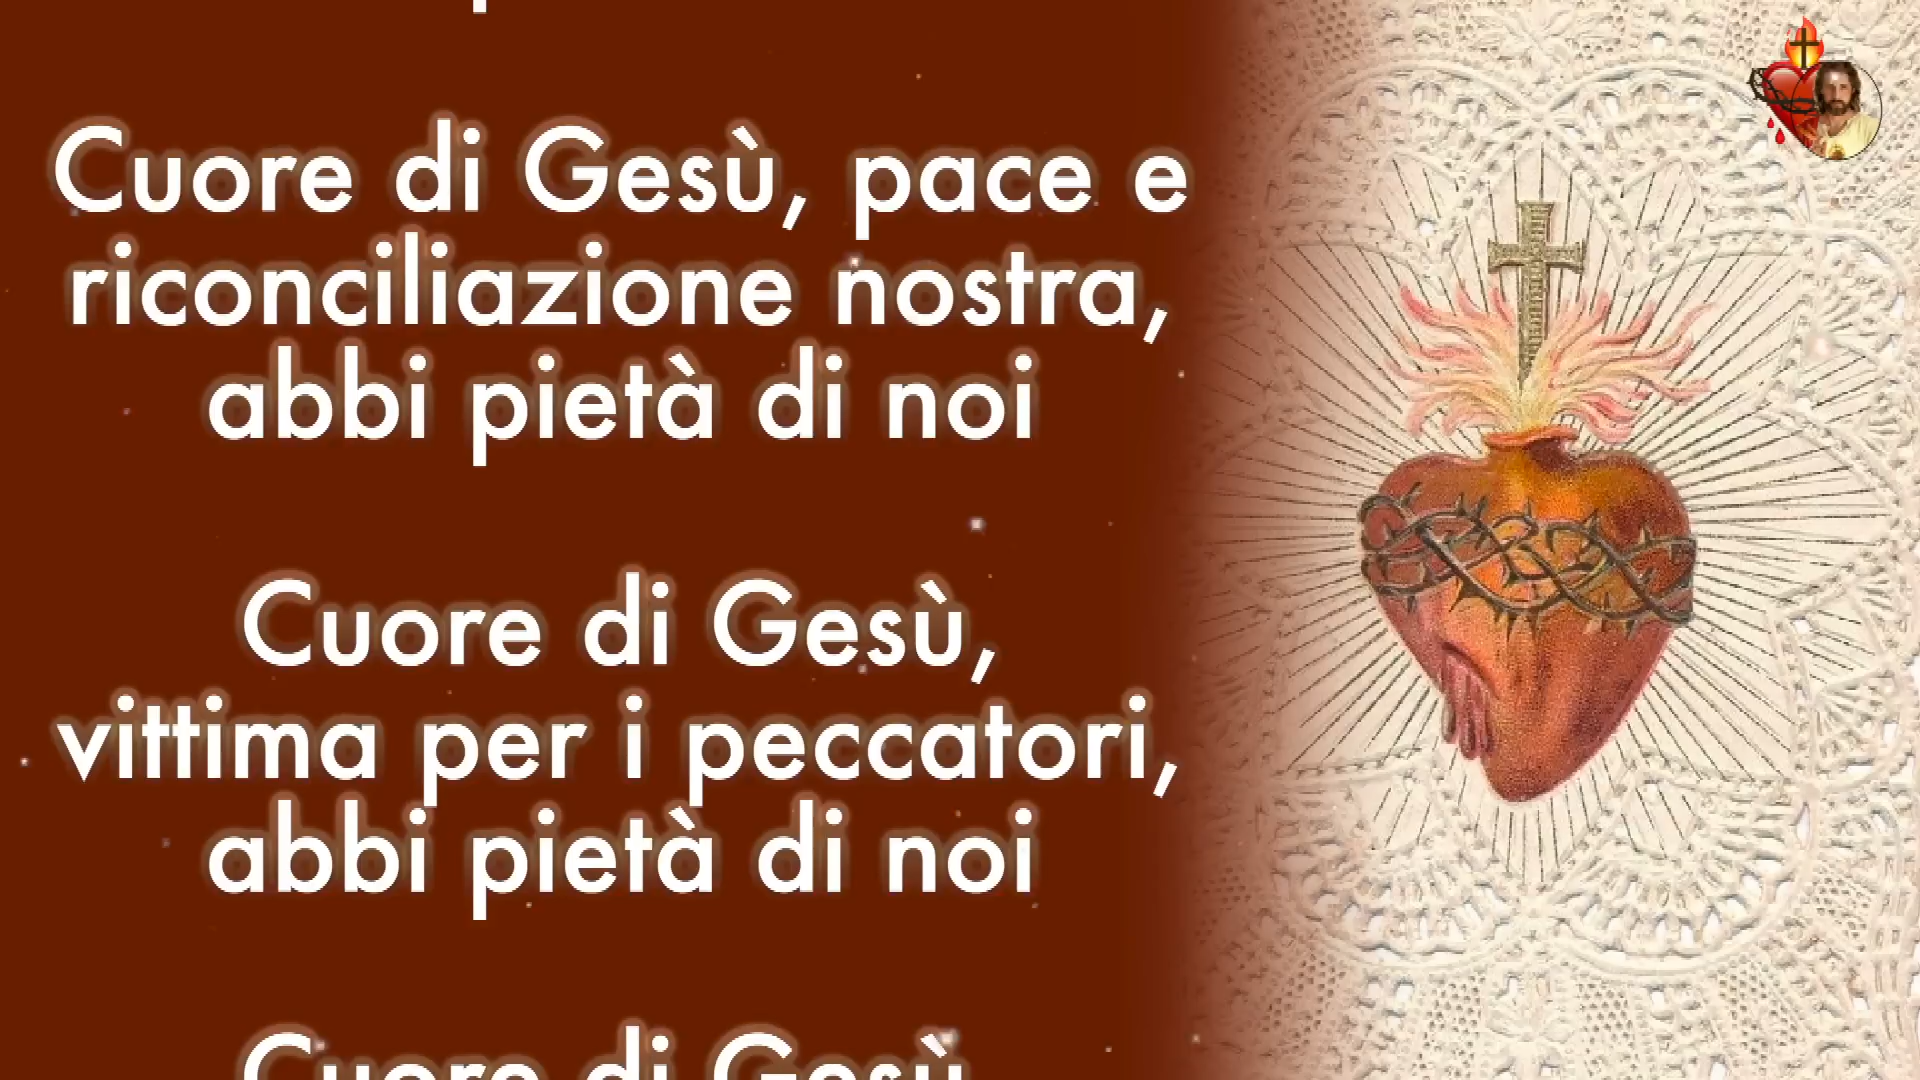 Cuore di Gesù, pace e
riconciliazione nostra,
abbi pietà di noi
Cuore di Gesù,
vittima per i peccatori,
abbi pietà di noi
Cuore di Gesù